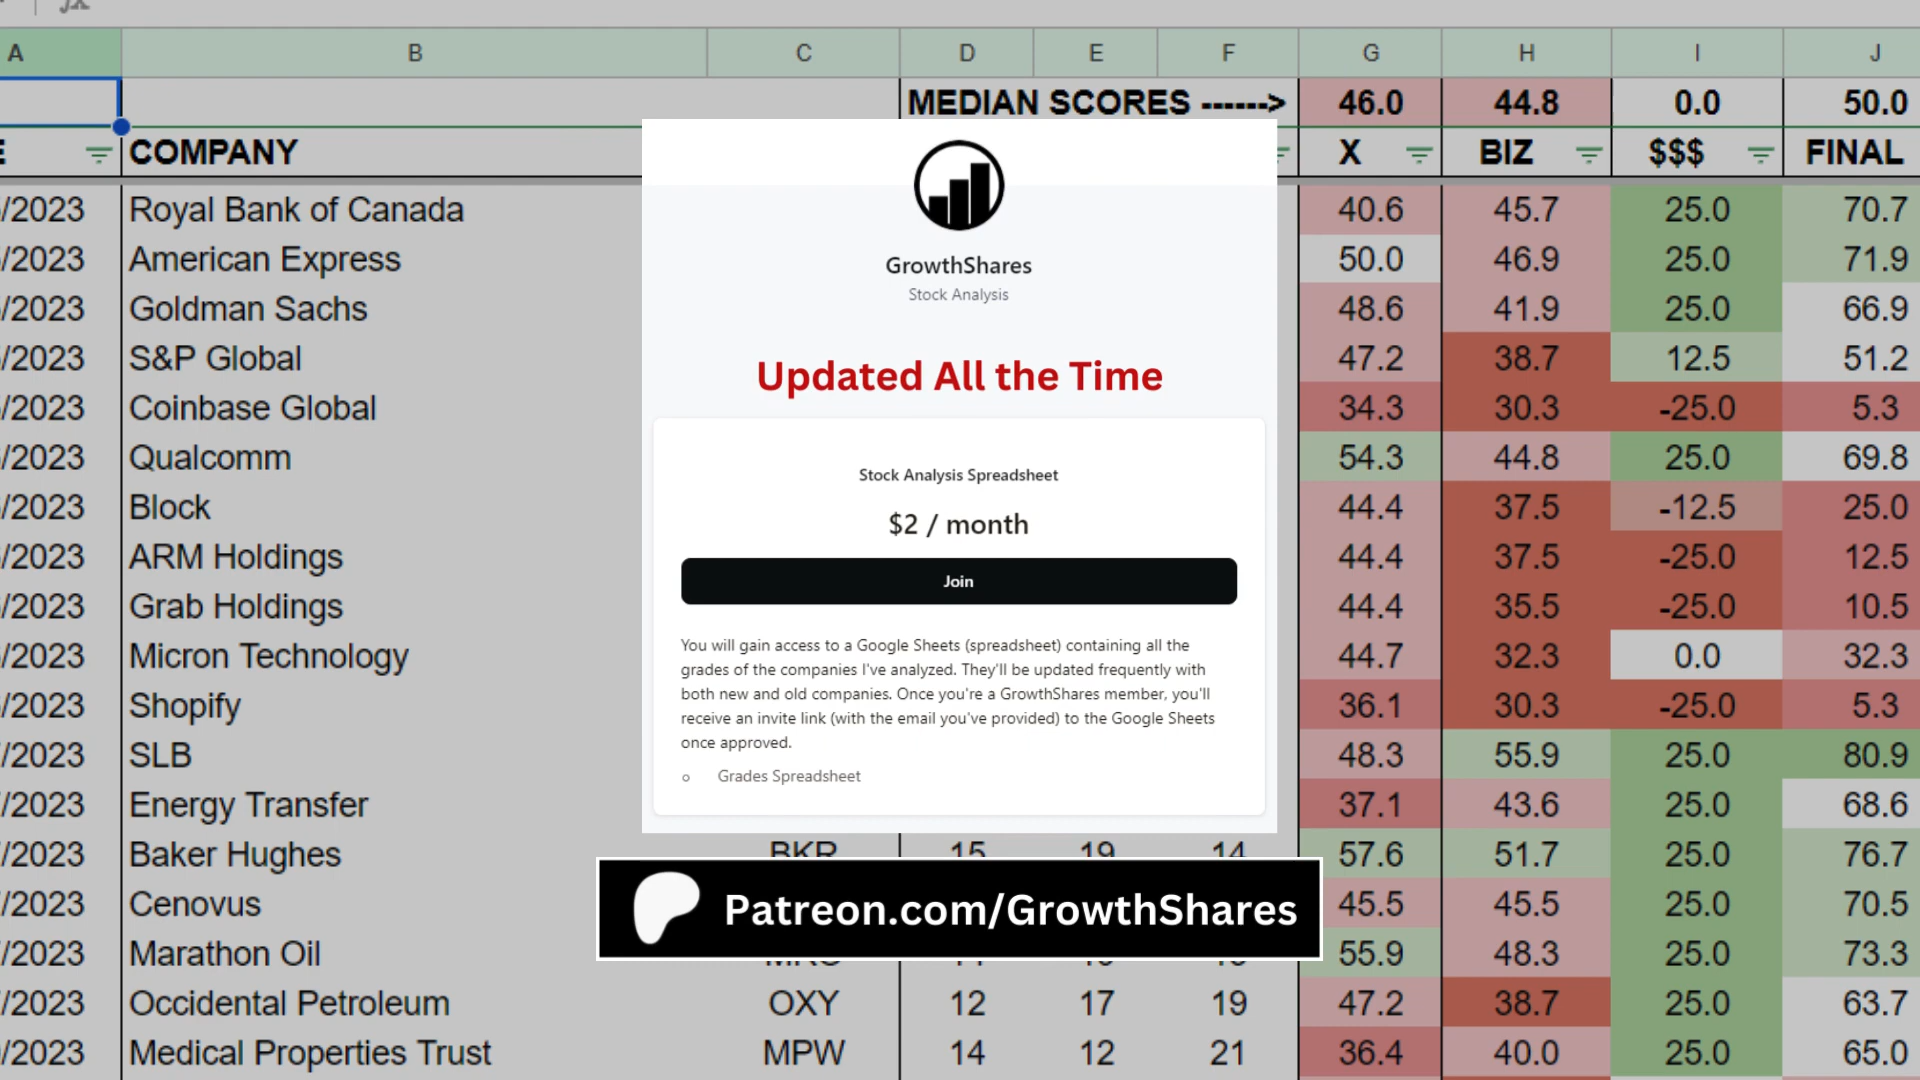 A B C D E F G H I J
MEDIAN SCORES ------> 46.0 44.8 0.0 50.0
COMPANY X BIZ $$$ FINAL
/2023 Royal Bank of Canada 40.6 45.7 25.0 70.7
/2023 American Express 50.0 46.9 25.0 71.9
/2023 Goldman Sachs 48.6 41.9 25.0 66.9
/2023 S&P Global 47.2 38.7 12.5 51.2
/2023 Coinbase Global 34.3 30.3 -25.0 5.3
/2023 Qualcomm 54.3 44.8 25.0 69.8
/2023 Block 44.4 37.5 -12.5 25.0
/2023 ARM Holdings 44.4 37.5 -25.0 12.5
/2023 Grab Holdings 44.4 35.5 -25.0 10.5
/2023 Micron Technology 44.7 32.3 0.0 32.3
/2023 Shopify 36.1 30.3 -25.0 5.3
/2023 SLB 48.3 55.9 25.0 80.9
/2023 Energy Transfer 37.1 43.6 25.0 68.6
/2023 Baker Hughes BKR 15 19 14 57.6 51.7 25.0 76.7
/2023 Cenovus 45.5 45.5 25.0 70.5
/2023 Marathon Oil 55.9 48.3 25.0 73.3
/2023 Occidental Petroleum OXY 12 17 19 47.2 38.7 25.0 63.7
/2023 Medical Properties Trust MPW 14 12 21 36.4 40.0 25.0 65.0
GrowthShares
Stock Analysis
Updated All the Time
Stock Analysis Spreadsheet
$2 / month
Join
You will gain access to a Google Sheets (spreadsheet) containing all the
grades of the companies I've analyzed. They'll be updated frequently with
both new and old companies. Once you're a GrowthShares member, you'll
receive an invite link (with the email you've provided) to the Google Sheets
once approved.
Grades Spreadsheet
Patreon.com/GrowthShares